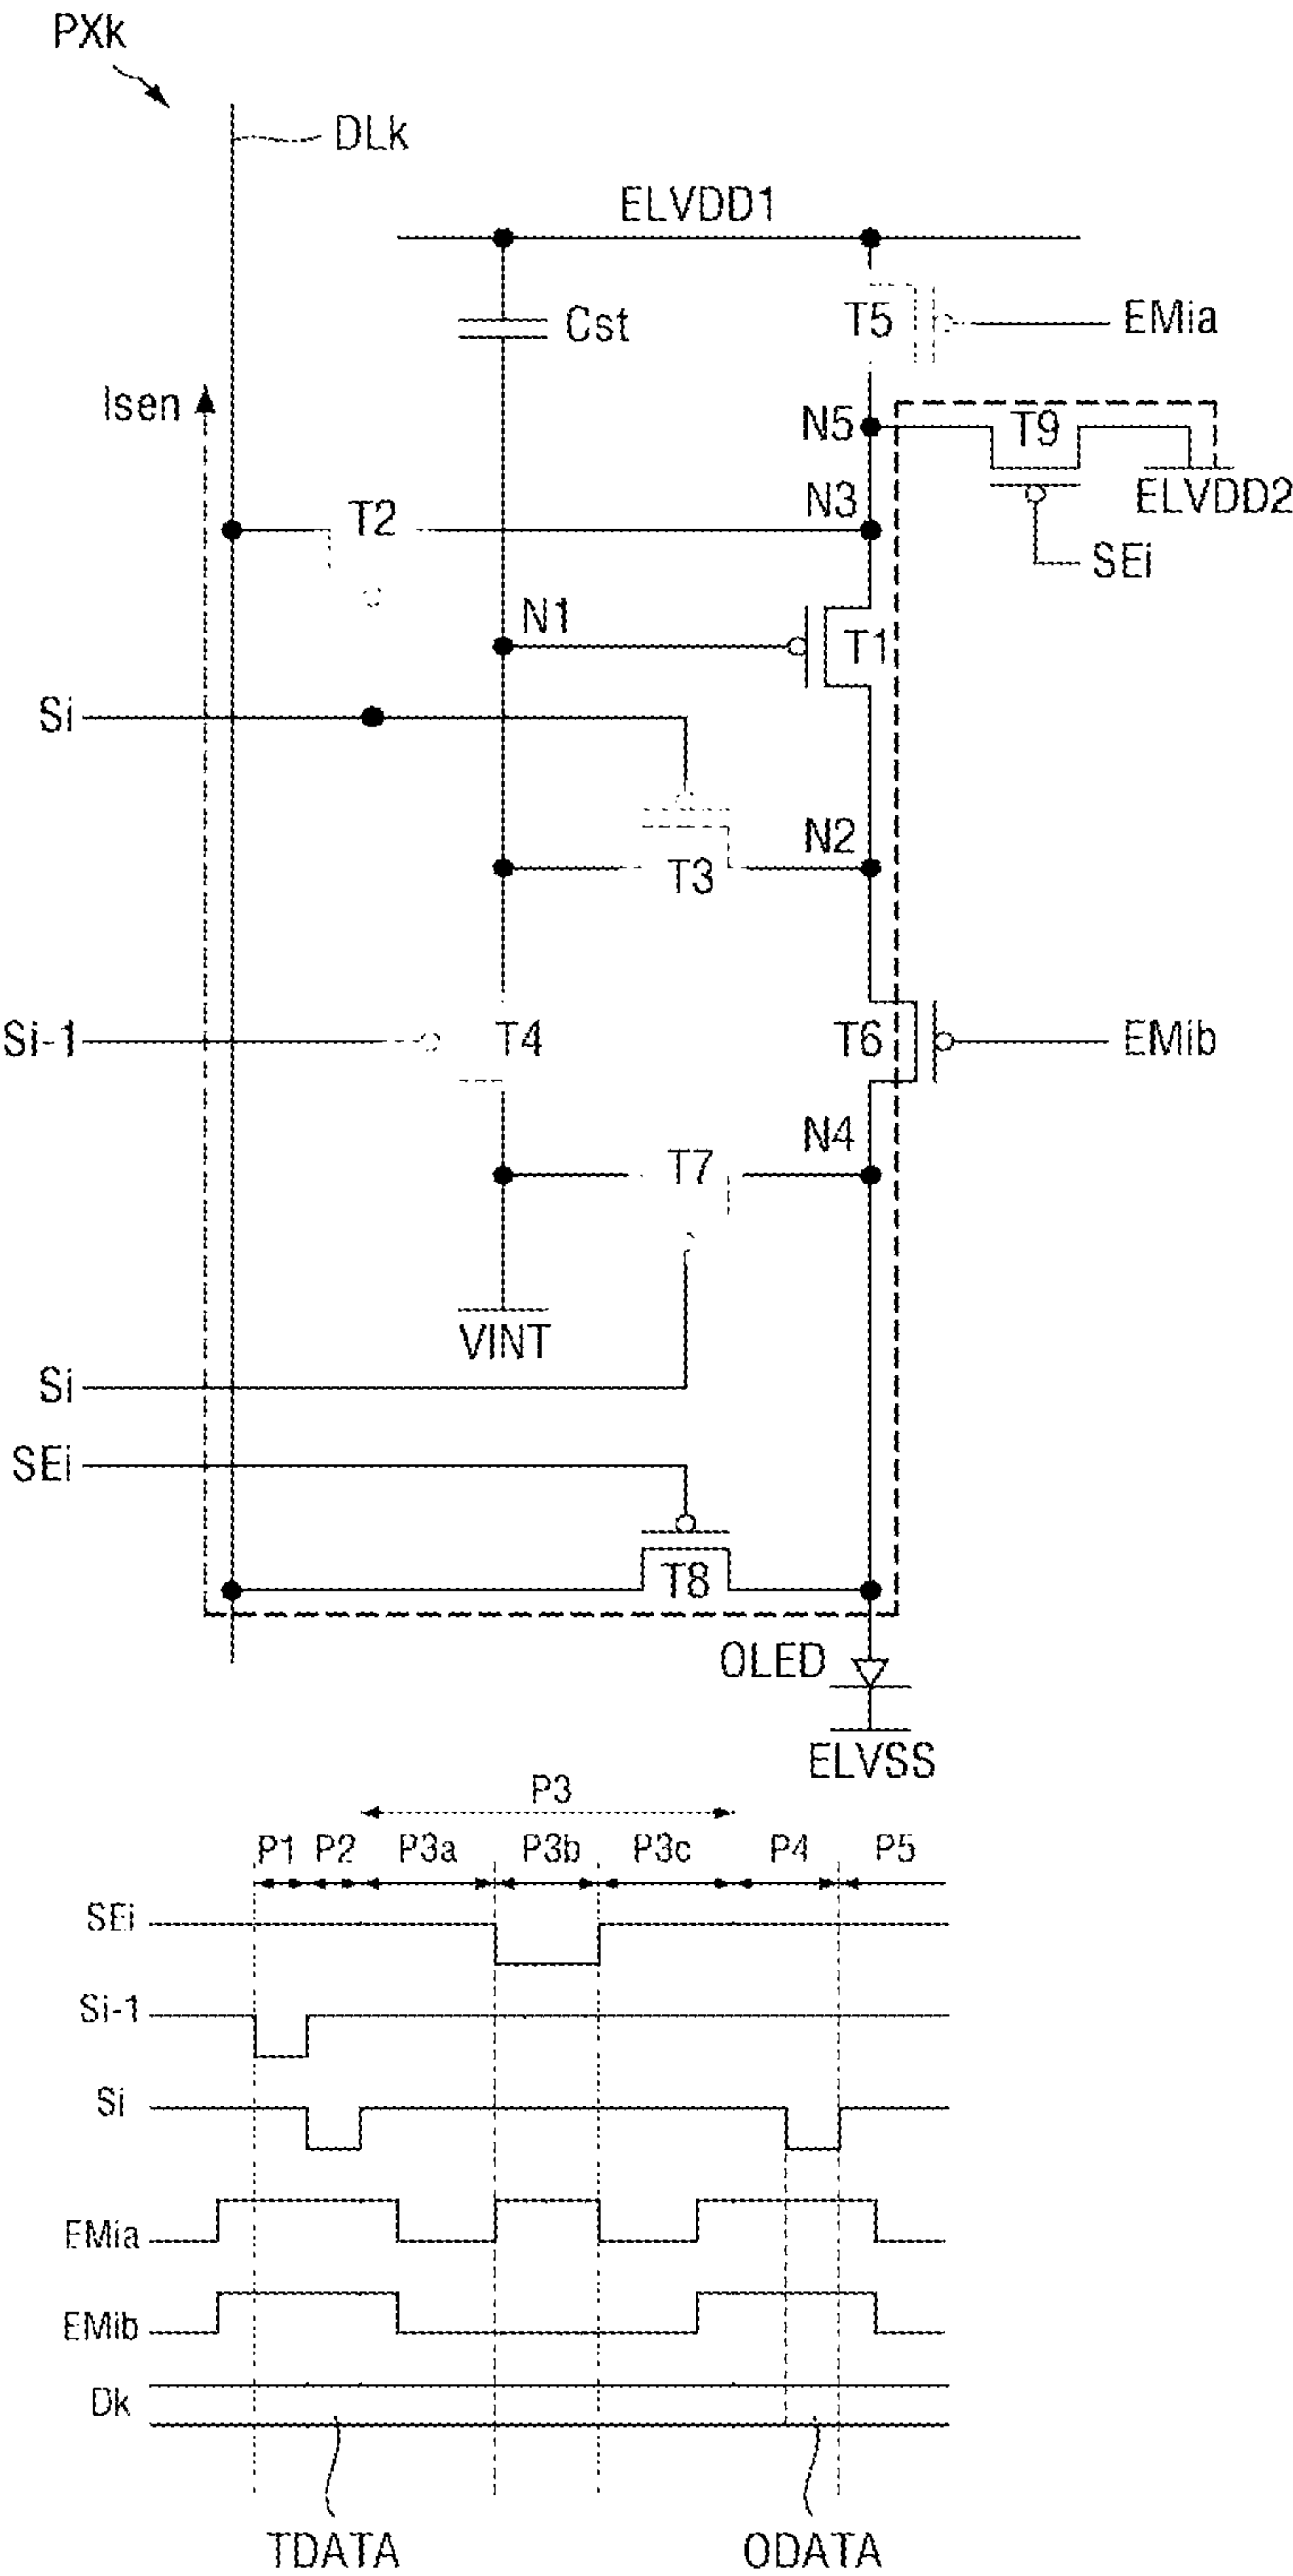 PXk
DLk
ELVDD1
Cst
T5
EMia
Isen
N5
T9
ELVDD2
N3
T2
SEi
N1
T1
Si
N2
T3
Si-1
T4
T6
EMib
N4
T7
VINT
Si
SEi
T8
OLED
ELVSS
P3
P1 P2 P3a P3b P3c P4 P5
SEi
Si-1
Si
EMia
EMib
Dk
TDATA ODATA